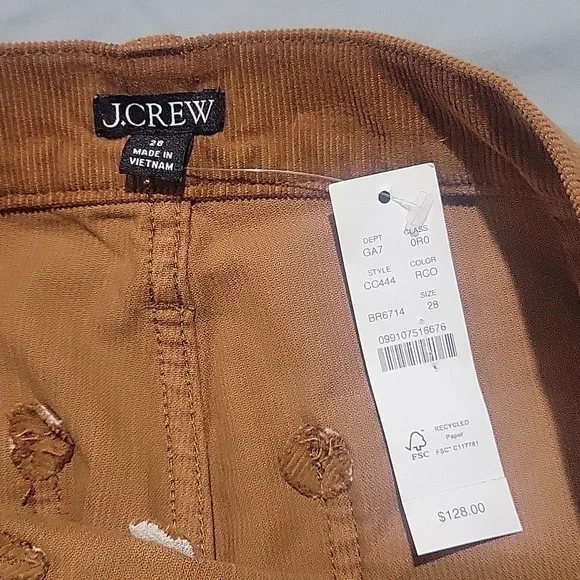 J.CREW
28
MADE IN
VIETNAM
DEPT CLASS
GA7 0R0
STYLE COLOR
CC444 RCO
SIZE
BR6714 28
099107516676
RECYCLED
Paper
FSC FSC® C117781
$128.00